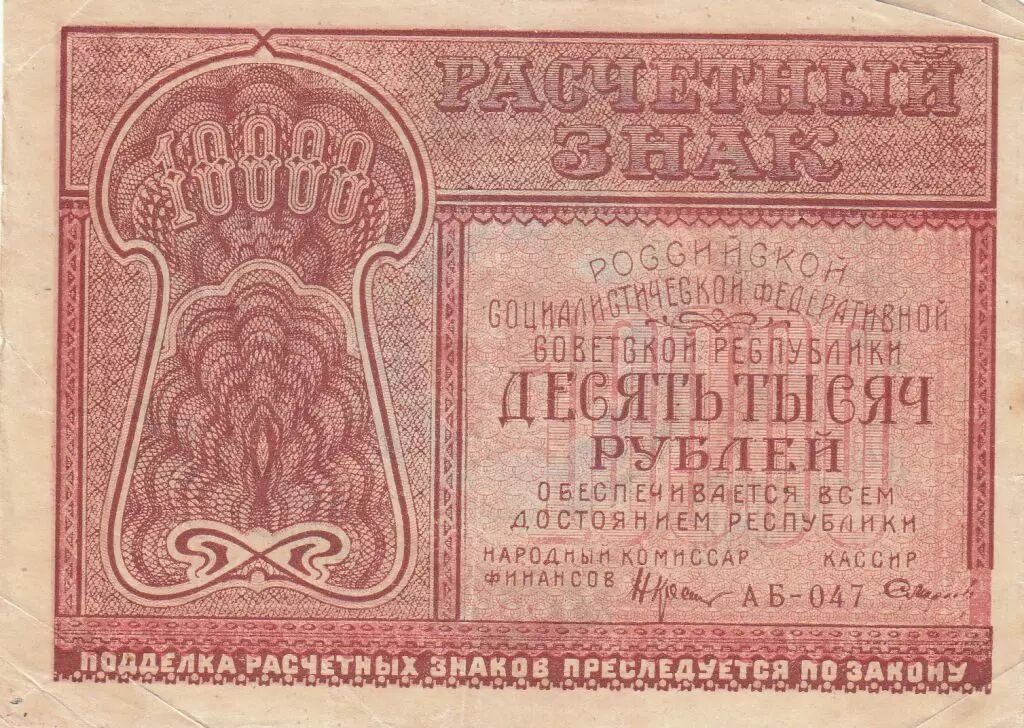 10000
РАСЧЕТНЫЙ
ЗНАК
РОССИЙСКОЙ
СОЦИАЛИСТИЧЕСКОЙ ФЕДЕРАТИВНОЙ
СОВЕТСКОЙ РЕСПУБЛИКИ
10000
ДЕСЯТЬ ТЫСЯЧ
РУБЛЕЙ
ОБЕСПЕЧИВАЕТСЯ ВСЕМ
ДОСТОЯНИЕМ РЕСПУБЛИКИ
НАРОДНЫЙ КОМИССАР
ФИНАНСОВ
КАССИР
АБ-047
ПОДДЕЛКА РАСЧЕТНЫХ ЗНАКОВ ПРЕСЛЕДУЕТСЯ ПО ЗАКОНУ